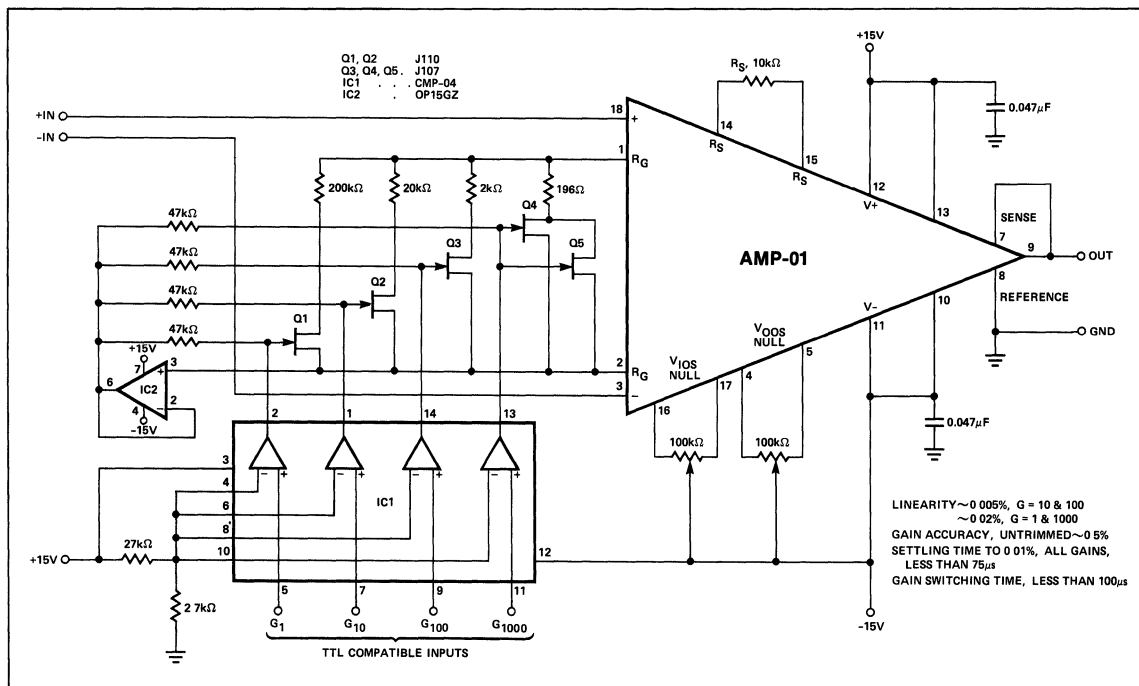 Q1, Q2 J110
Q3, Q4, Q5. J107
IC1 . . . CMP-04
IC2 . OP15GZ
+15V
RS, 10kΩ
0.047µF
+IN
-IN
18
+
14
RS
15
RS
12
V+
13
1
RG
200kΩ
20kΩ
2kΩ
196Ω
Q4
Q5
47kΩ
47kΩ
47kΩ
47kΩ
Q3
Q2
Q1
AMP-01
SENSE
7
9
OUT
8
REFERENCE
GND
10
V-
11
+15V
7
3
+
6
IC2
2
-
4
-15V
2
RG
3
-
VIOS
NULL
VOOS
NULL
5
4
17
16
100kΩ
100kΩ
0.047µF
2
1
14
13
3
4
6
8'
10
- +
- +
- +
- +
IC1
12
+15V
27kΩ
2 7kΩ
5
7
9
11
G1
G10
G100
G1000
TTL COMPATIBLE INPUTS
-15V
LINEARITY~0 005%, G = 10 & 100
~0 02%, G = 1 & 1000
GAIN ACCURACY, UNTRIMMED~0 5%
SETTLING TIME TO 0 01%, ALL GAINS,
LESS THAN 75µs
GAIN SWITCHING TIME, LESS THAN 100µs